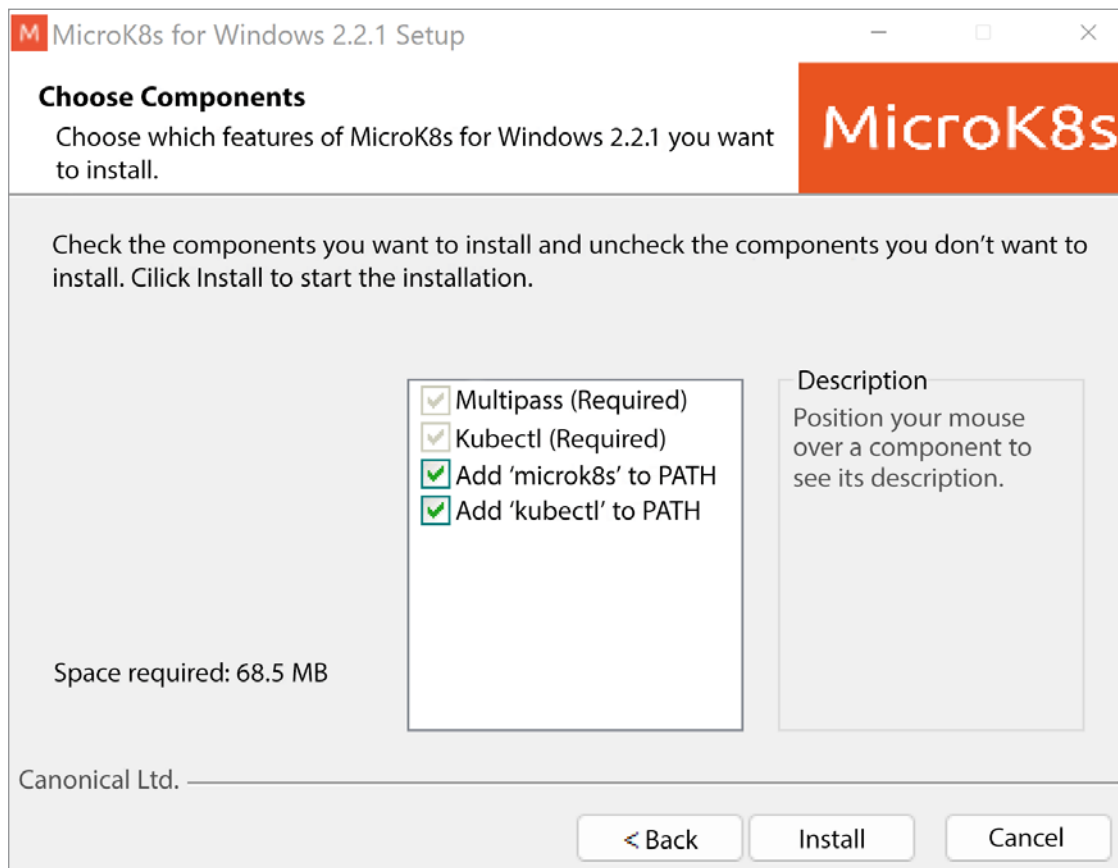 M MicroK8s for Windows 2.2.1 Setup
Choose Components
Choose which features of MicroK8s for Windows 2.2.1 you want
to install.
MicroK8s
Check the components you want to install and uncheck the components you don’t want to
install. Cilick Install to start the installation.
Multipass (Required)
Kubectl (Required)
Add ‘microk8s’ to PATH
Add ‘kubectl’ to PATH
Description
Position your mouse
over a component to
see its description.
Space required: 68.5 MB
Canonical Ltd.
< Back
Install
Cancel